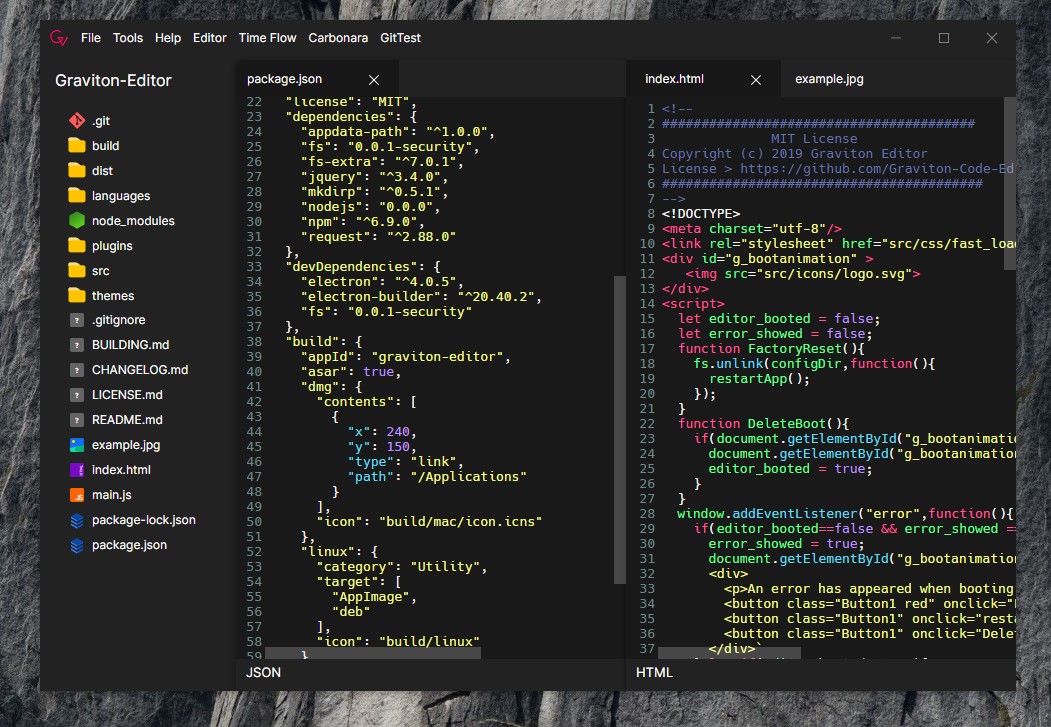 File Tools Help Editor Time Flow Carbonara GitTest
Graviton-Editor
.git
build
dist
languages
node_modules
plugins
src
themes
.gitignore
BUILDING.md
CHANGELOG.md
LICENSE.md
README.md
example.jpg
index.html
main.js
package-lock.json
package.json
package.json
22 "license": "MIT",
23 "dependencies": {
24 "appdata-path": "^1.0.0",
25 "fs": "0.0.1-security",
26 "fs-extra": "^7.0.1",
27 "jquery": "^3.4.0",
28 "mkdirp": "^0.5.1",
29 "nodejs": "0.0.0",
30 "npm": "^6.9.0",
31 "request": "^2.88.0"
32 },
33 "devDependencies": {
34 "electron": "^4.0.5",
35 "electron-builder": "^20.40.2",
36 "fs": "0.0.1-security"
37 },
38 "build": {
39 "appId": "graviton-editor",
40 "asar": true,
41 "dmg": {
42 "contents": [
43 {
44 "x": 240,
45 "y": 150,
46 "type": "link",
47 "path": "/Applications"
48 }
49 ],
50 "icon": "build/mac/icon.icns"
51 },
52 "linux": {
53 "category": "Utility",
54 "target": [
55 "AppImage",
56 "deb"
57 ],
58 "icon": "build/linux"
59 }
JSON
index.html example.jpg
1 <!--
2 ########################################
3 MIT License
4 Copyright (c) 2019 Graviton Editor
5 License > https://github.com/Graviton-Code-Ed
6 #########################################
7 -->
8 <!DOCTYPE>
9 <meta charset="utf-8"/>
10 <link rel="stylesheet" href="src/css/fast_loa
11 <div id="g_bootanimation" >
12 <img src="src/icons/logo.svg">
13 </div>
14 <script>
15 let editor_booted = false;
16 let error_showed = false;
17 function FactoryReset(){
18 fs.unlink(configDir,function(){
19 restartApp();
20 });
21 }
22 function DeleteBoot(){
23 if(document.getElementById("g_bootanimatio
24 document.getElementById("g_bootanimation
25 editor_booted = true;
26 }
27 }
28 window.addEventListener("error",function(){
29 if(editor_booted==false && error_showed ==
30 error_showed = true;
31 document.getElementById("g_bootanimation
32 <div>
33 <p>An error has appeared when booting
34 <button class="Button1 red" onclick="
35 <button class="Button1" onclick="rest
36 <button class="Button1" onclick="Dele
37 </div>`
HTML